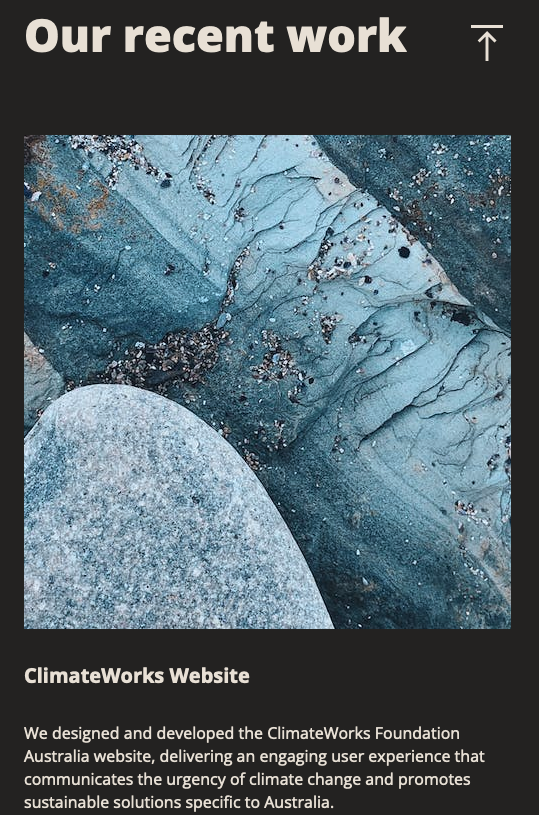 Our recent work
ClimateWorks Website
We designed and developed the ClimateWorks Foundation
Australia website, delivering an engaging user experience that
communicates the urgency of climate change and promotes
sustainable solutions specific to Australia.